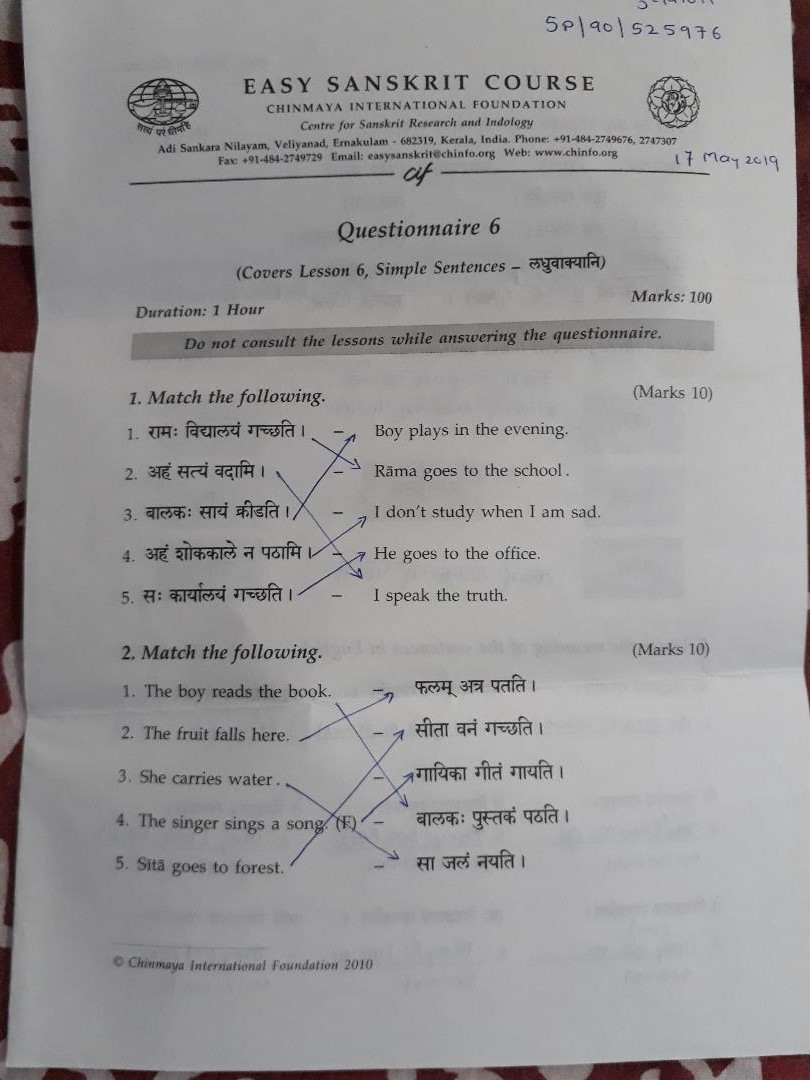 5P/90/525976
EASY SANSKRIT COURSE
CHINMAYA INTERNATIONAL FOUNDATION
Centre for Sanskrit Research and Indology
सत्यं परं धीमहि
Adi Sankara Nilayam, Veliyanad, Ernakulam - 682319, Kerala, India. Phone: +91-484-2749676, 2747307
Fax: +91-484-2749729 Email: easysanskrit@chinfo.org Web: www.chinfo.org
17 May 2019
Questionnaire 6
(Covers Lesson 6, Simple Sentences – लघुवाक्यानि)
Duration: 1 Hour Marks: 100
Do not consult the lessons while answering the questionnaire.
1. Match the following. (Marks 10)
1. रामः विद्यालयं गच्छति। – Boy plays in the evening.
2. अहं सत्यं वदामि। – Rāma goes to the school.
3. बालकः सायं क्रीडति। – I don't study when I am sad.
4. अहं शोककाले न पठामि। – He goes to the office.
5. सः कार्यालयं गच्छति। – I speak the truth.
2. Match the following. (Marks 10)
1. The boy reads the book. – फलम् अत्र पतति।
2. The fruit falls here. – सीता वनं गच्छति।
3. She carries water. – गायिका गीतं गायति।
4. The singer sings a song. (F) – बालकः पुस्तकं पठति।
5. Sītā goes to forest. – सा जलं नयति।
© Chinmaya International Foundation 2010